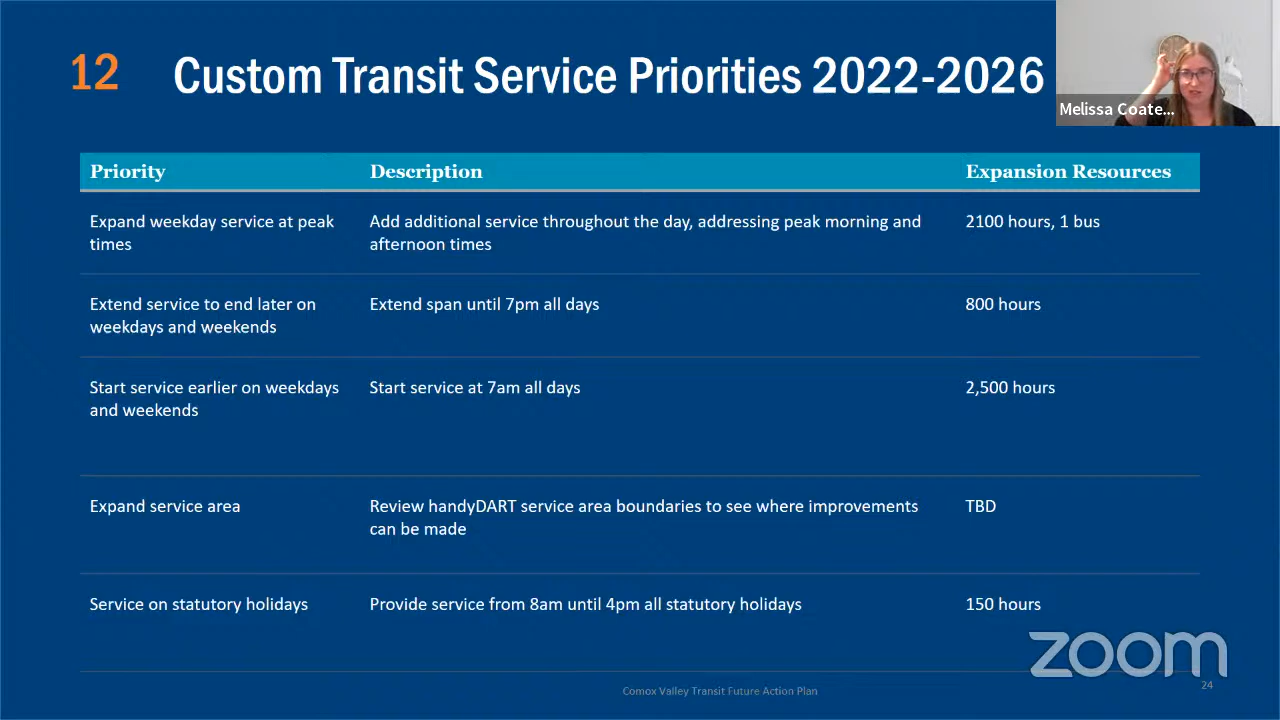 12
Custom Transit Service Priorities 2022-2026
Melissa Coate...
Priority
Description
Expansion Resources
Expand weekday service at peak
times
Add additional service throughout the day, addressing peak morning and
afternoon times
2100 hours, 1 bus
Extend service to end later on
weekdays and weekends
Extend span until 7pm all days
800 hours
Start service earlier on weekdays
and weekends
Start service at 7am all days
2,500 hours
Expand service area
Review handyDART service area boundaries to see where improvements
can be made
TBD
Service on statutory holidays
Provide service from 8am until 4pm all statutory holidays
150 hours
zoom
Comox Valley Transit Future Action Plan
24